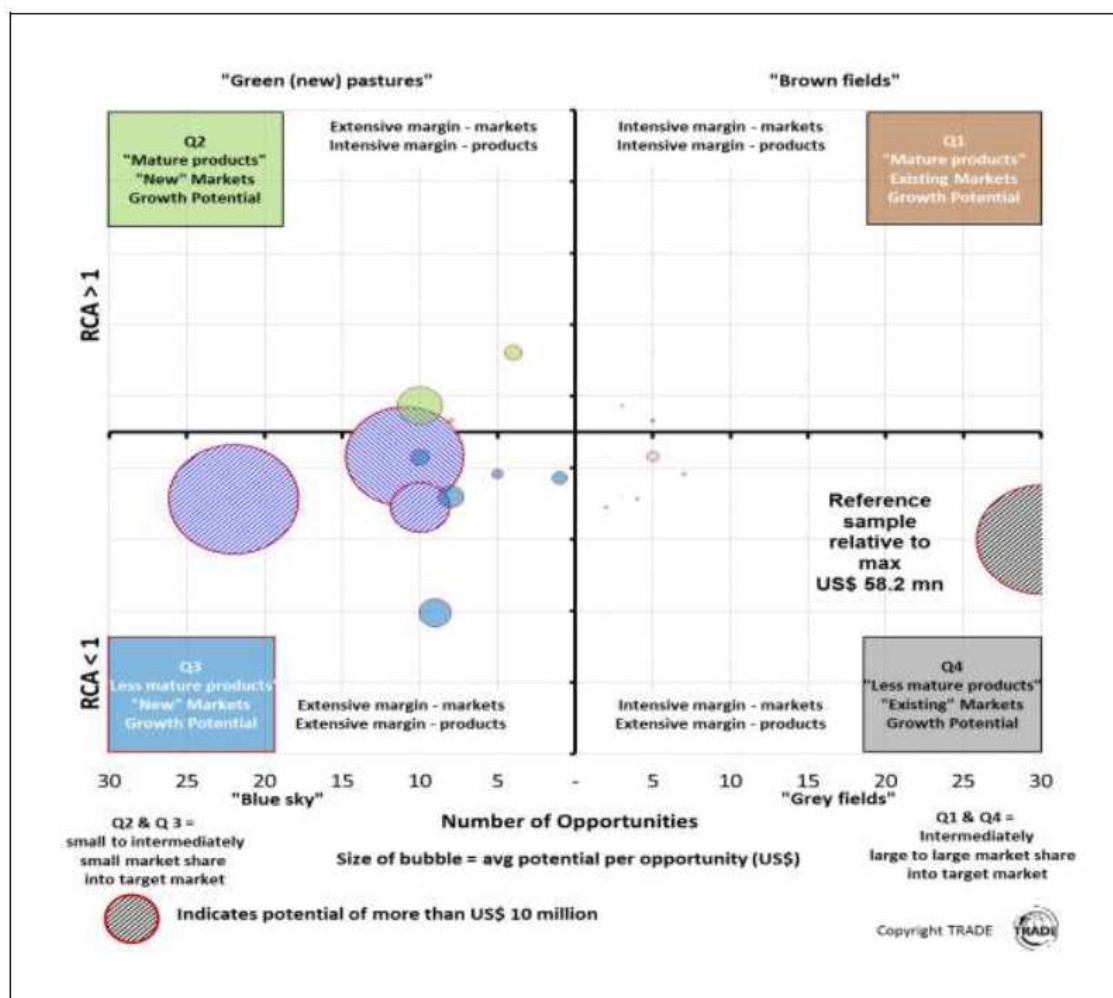 "Green (new) pastures"
"Brown fields"
Q2
"Mature products"
"New" Markets
Growth Potential
Extensive margin - markets
Intensive margin - products
Intensive margin - markets
Intensive margin - products
Q1
"Mature products"
Existing Markets
Growth Potential
RCA > 1
RCA < 1
Reference
sample
relative to
max
US$ 58.2 mn
Q3
Less mature products"
"New" Markets
Growth Potential
Extensive margin - markets
Extensive margin - products
Intensive margin - markets
Extensive margin - products
Q4
"Less mature products"
"Existing" Markets
Growth Potential
30 25 20 15 10 5 - 5 10 15 20 25 30
"Blue sky"
"Grey fields"
Number of Opportunities
Size of bubble = avg potential per opportunity (US$)
Q2 & Q 3 =
small to intermediately
small market share
into target market
Q1 & Q4 =
Intermediately
large to large market share
into target market
Indicates potential of more than US$ 10 million
Copyright TRADE
TRADE